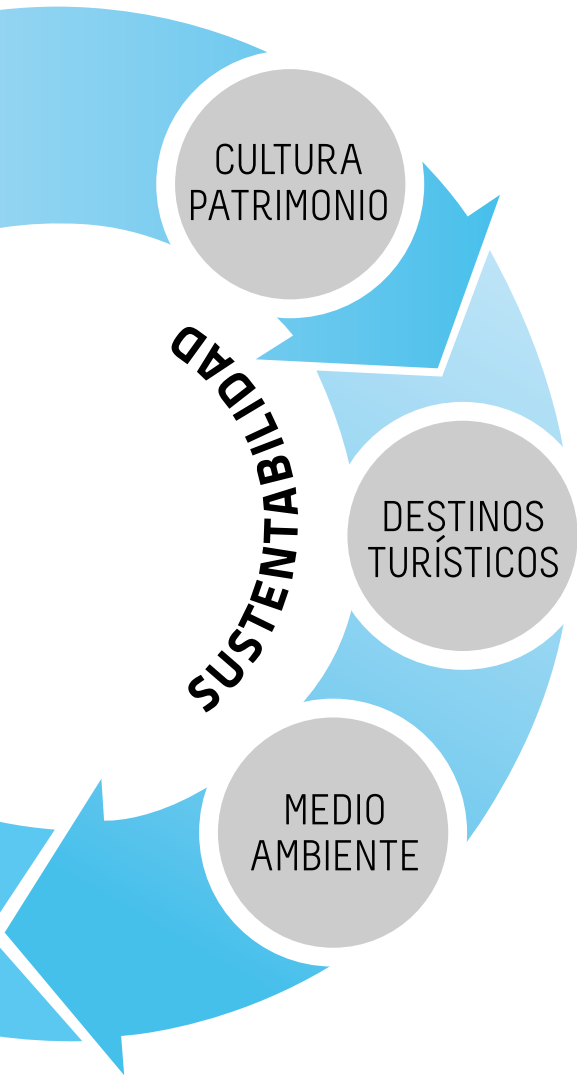 CULTURA
PATRIMONIO
SUSTENTABILIDAD
DESTINOS
TURÍSTICOS
MEDIO
AMBIENTE